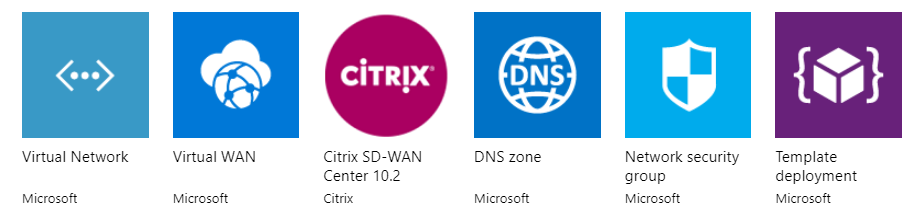 CITRIX®
DNS
Virtual Network
Microsoft
Virtual WAN
Microsoft
Citrix SD-WAN
Center 10.2
Citrix
DNS zone
Microsoft
Network security
group
Microsoft
Template
deployment
Microsoft